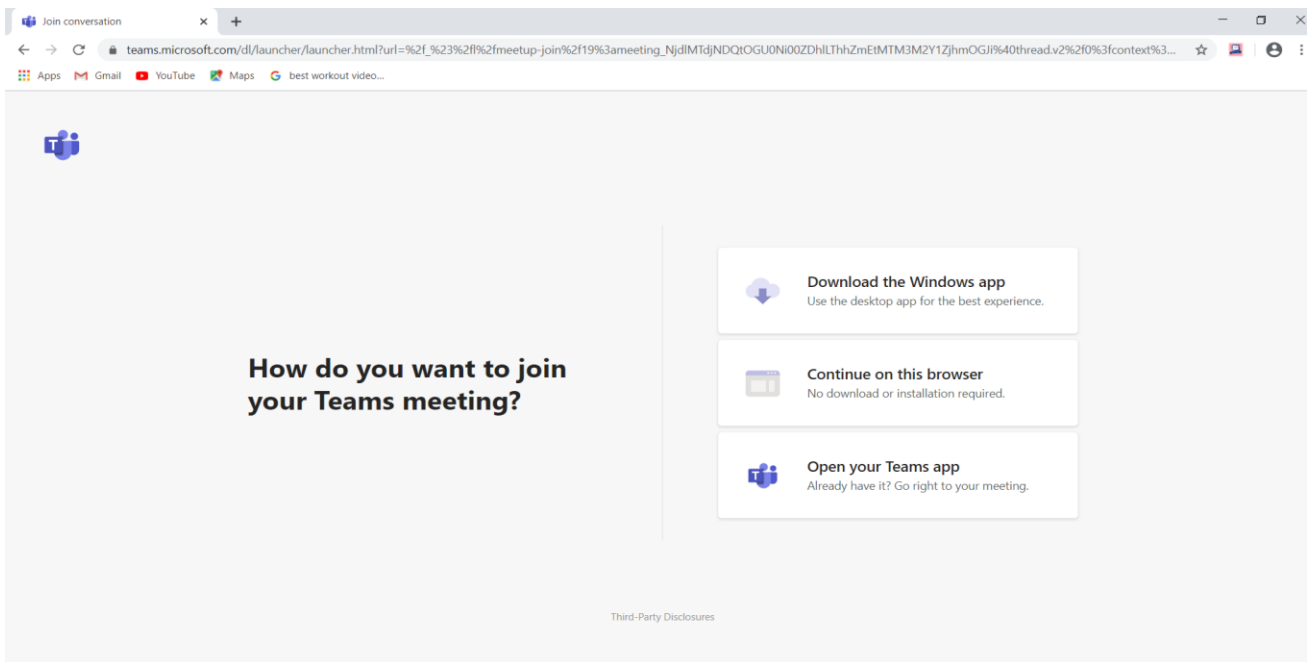 Join conversation
teams.microsoft.com/dl/launcher/launcher.html?url=%2f_%23%2fl%2fmeetup-join%2f19%3ameeting_NjdlMTdjNDQtOGU0Ni00ZDhlLThhZmEtMTM3M2Y1ZjhmOGJi%40thread.v2%2f0%3fcontext%3...
Apps Gmail YouTube Maps best workout video...
Download the Windows app
Use the desktop app for the best experience.
How do you want to join
your Teams meeting?
Continue on this browser
No download or installation required.
Open your Teams app
Already have it? Go right to your meeting.
Third-Party Disclosures